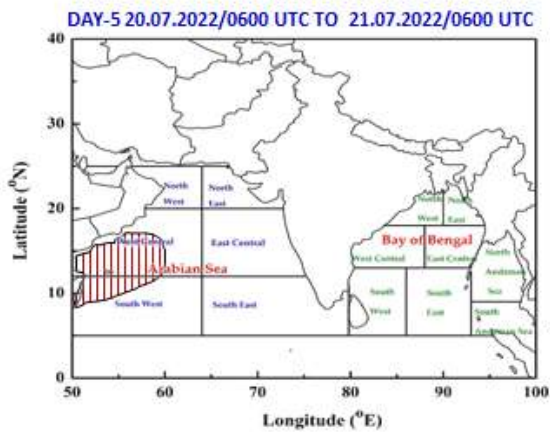 DAY-5 20.07.2022/0600 UTC TO 21.07.2022/0600 UTC
40
30
20
10
0
Latitude (°N)
North
West
North
East
Central
East Central
Arabian Sea
South West
South East
North
West
North
East
Bay of Bengal
West Central
East Central
South
West
South
East
North
Andaman
Sea
South
Andaman Sea
50 60 70 80 90 100
Longitude (°E)